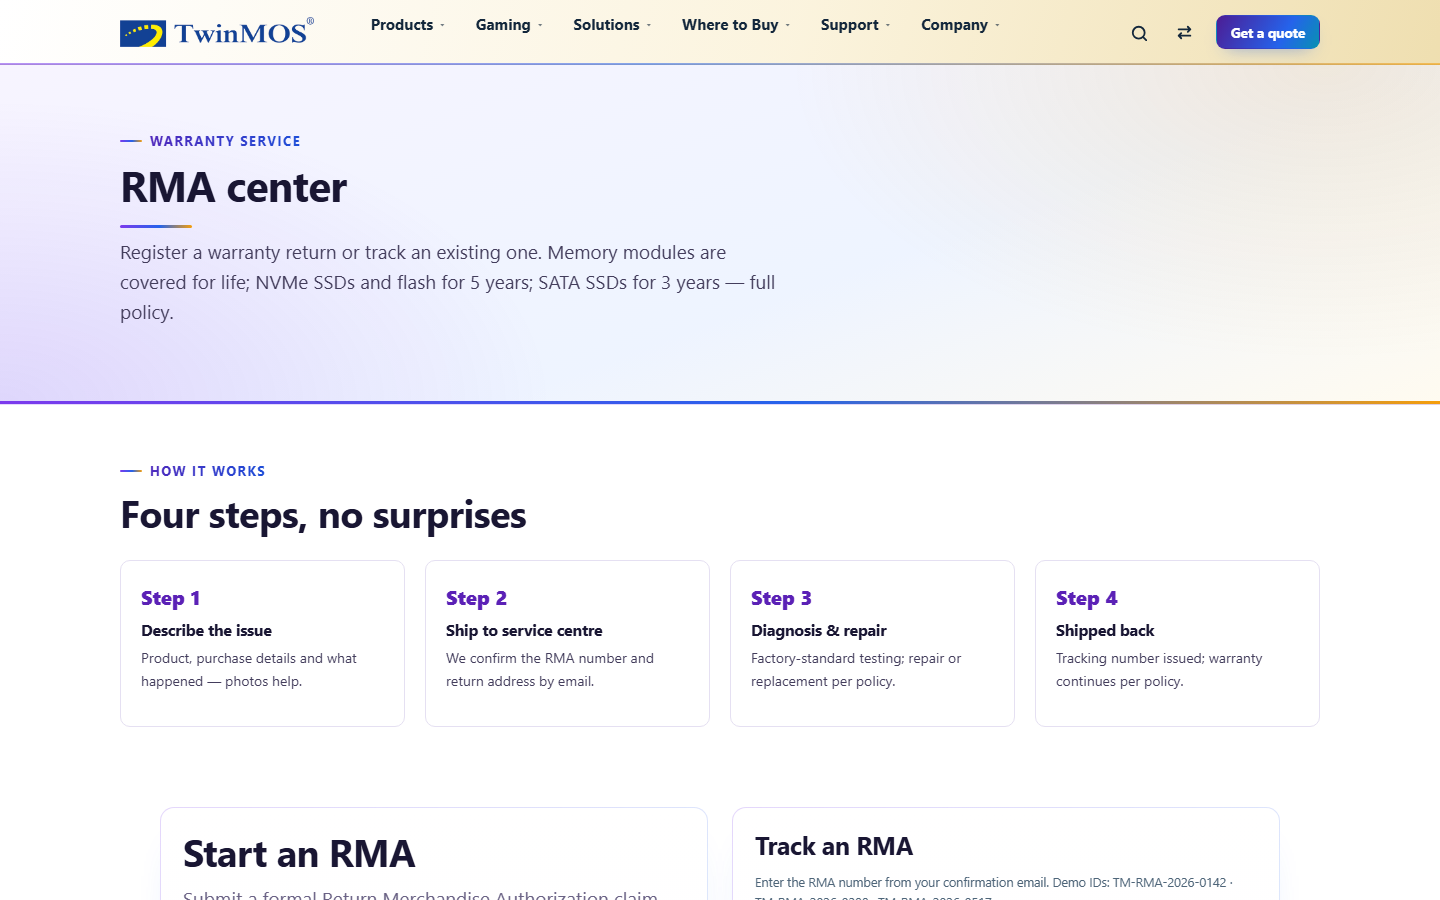 TwinMOS®
Products
Gaming
Solutions
Where to Buy
Support
Company
Get a quote
WARRANTY SERVICE
RMA center
Register a warranty return or track an existing one. Memory modules are
covered for life; NVMe SSDs and flash for 5 years; SATA SSDs for 3 years — full
policy.
HOW IT WORKS
Four steps, no surprises
Step 1
Describe the issue
Product, purchase details and what
happened — photos help.
Step 2
Ship to service centre
We confirm the RMA number and
return address by email.
Step 3
Diagnosis & repair
Factory-standard testing; repair or
replacement per policy.
Step 4
Shipped back
Tracking number issued; warranty
continues per policy.
Start an RMA
Submit a formal Return Merchandise Authorization claim
Track an RMA
Enter the RMA number from your confirmation email. Demo IDs: TM-RMA-2026-0142 ·